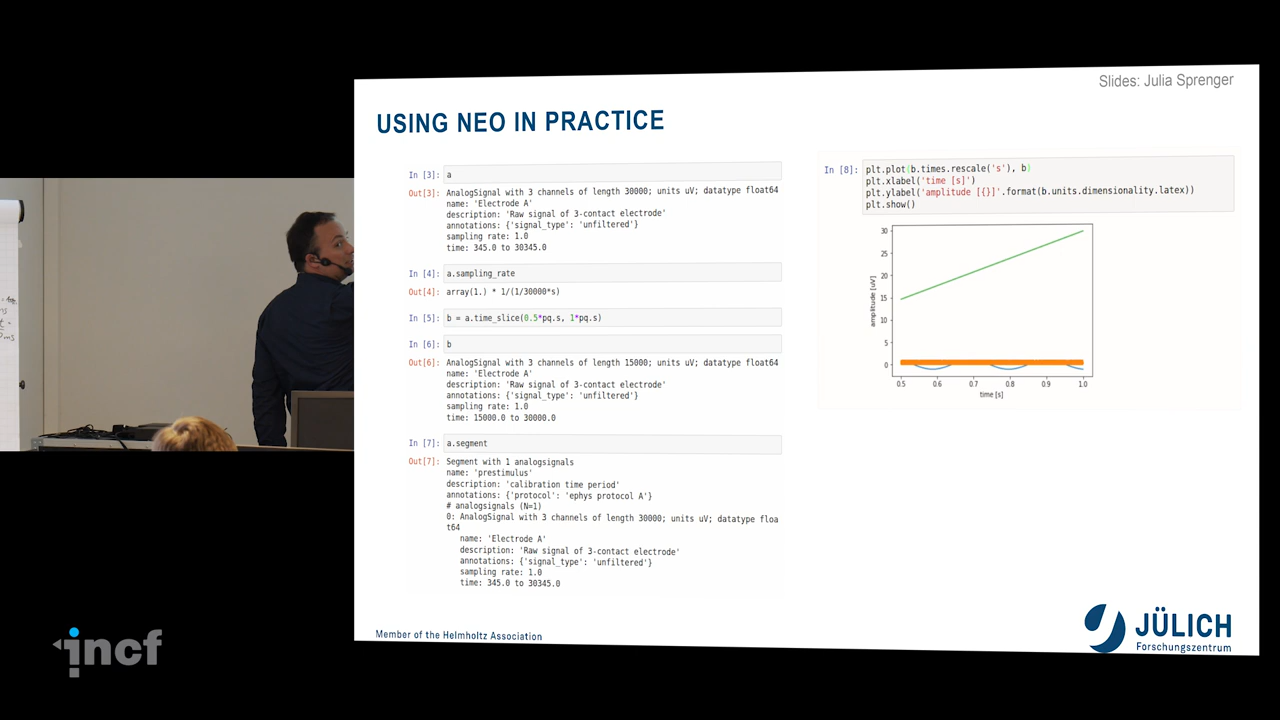 Slides: Julia Sprenger
USING NEO IN PRACTICE
In [3]: a
Out[3]: AnalogSignal with 3 channels of length 30000; units uV; datatype float64
name: 'Electrode A'
description: 'Raw signal of 3-contact electrode'
annotations: {'signal_type': 'unfiltered'}
sampling rate: 1.0
time: 345.0 to 30345.0
In [4]: a.sampling_rate
Out[4]: array(1.) * 1/(1/30000*s)
In [5]: b = a.time_slice(0.5*pq.s, 1*pq.s)
In [6]: b
Out[6]: AnalogSignal with 3 channels of length 15000; units uV; datatype float64
name: 'Electrode A'
description: 'Raw signal of 3-contact electrode'
annotations: {'signal_type': 'unfiltered'}
sampling rate: 1.0
time: 15000.0 to 30000.0
In [7]: a.segment
Out[7]: Segment with 1 analogsignals
name: 'prestimulus'
description: 'calibration time period'
annotations: {'protocol': 'ephys protocol A'}
# analogsignals (N=1)
0: AnalogSignal with 3 channels of length 30000; units uV; datatype floa
t64
name: 'Electrode A'
description: 'Raw signal of 3-contact electrode'
annotations: {'signal_type': 'unfiltered'}
sampling rate: 1.0
time: 345.0 to 30345.0
In [8]: plt.plot(b.times.rescale('s'), b)
plt.xlabel('time [s]')
plt.ylabel('amplitude [{}]'.format(b.units.dimensionality.latex))
plt.show()
30
25
20
15
10
5
0
amplitude [uV]
0.5 0.6 0.7 0.8 0.9 1.0
time [s]
Member of the Helmholtz Association
JÜLICH
Forschungszentrum
incf